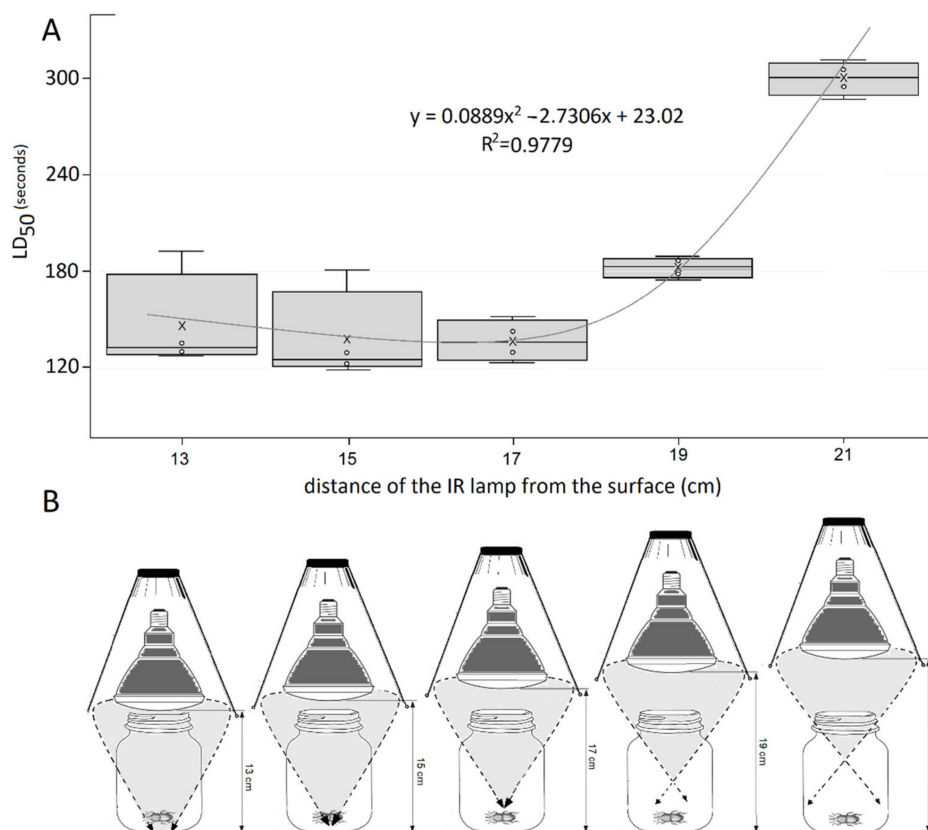 A
300
240
180
120
LD50 (seconds)
y = 0.0889x² −2.7306x + 23.02
R²=0.9779
13 15 17 19 21
distance of the IR lamp from the surface (cm)
B
13 cm
15 cm
17 cm
19 cm